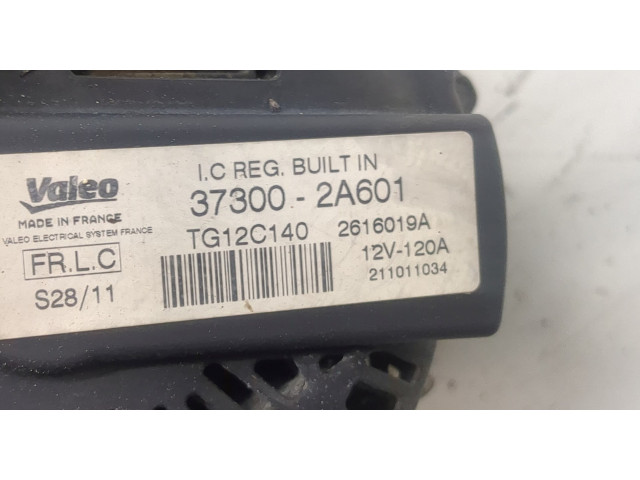 I.C REG. BUILT IN
Valeo
37300 - 2A601
MADE IN FRANCE
VALEO ELECTRICAL SYSTEM FRANCE
TG12C140 2616019A
FR.L.C
12V-120A
211011034
S28/11